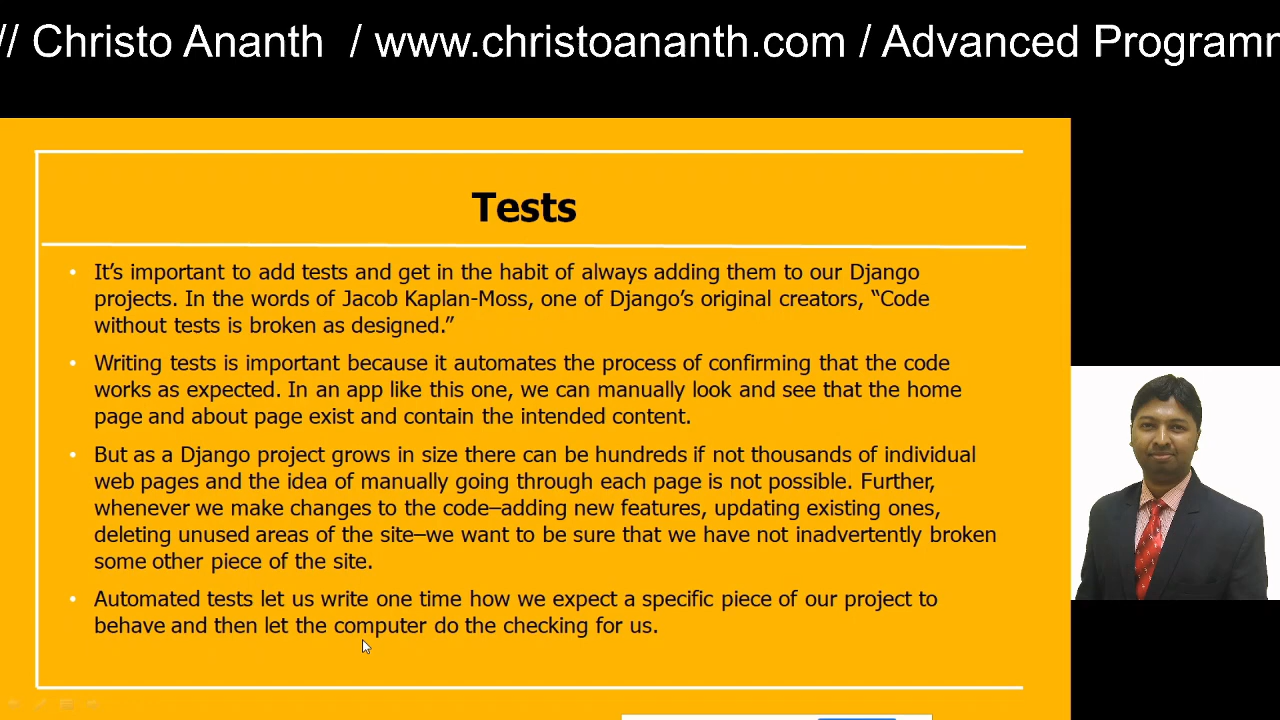 // Christo Ananth / www.christoananth.com / Advanced Programm
Tests
• It’s important to add tests and get in the habit of always adding them to our Django
projects. In the words of Jacob Kaplan-Moss, one of Django’s original creators, “Code
without tests is broken as designed.”
• Writing tests is important because it automates the process of confirming that the code
works as expected. In an app like this one, we can manually look and see that the home
page and about page exist and contain the intended content.
• But as a Django project grows in size there can be hundreds if not thousands of individual
web pages and the idea of manually going through each page is not possible. Further,
whenever we make changes to the code–adding new features, updating existing ones,
deleting unused areas of the site–we want to be sure that we have not inadvertently broken
some other piece of the site.
• Automated tests let us write one time how we expect a specific piece of our project to
behave and then let the computer do the checking for us.